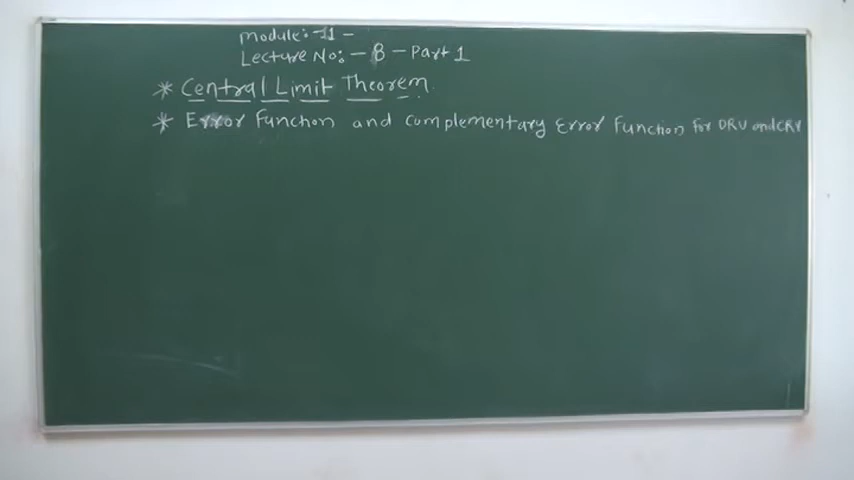 Module:-11-
Lecture No:- 8 - Part 1
* Central Limit Theorem.
* Error Function and complementary Error Function for DRV and CRV